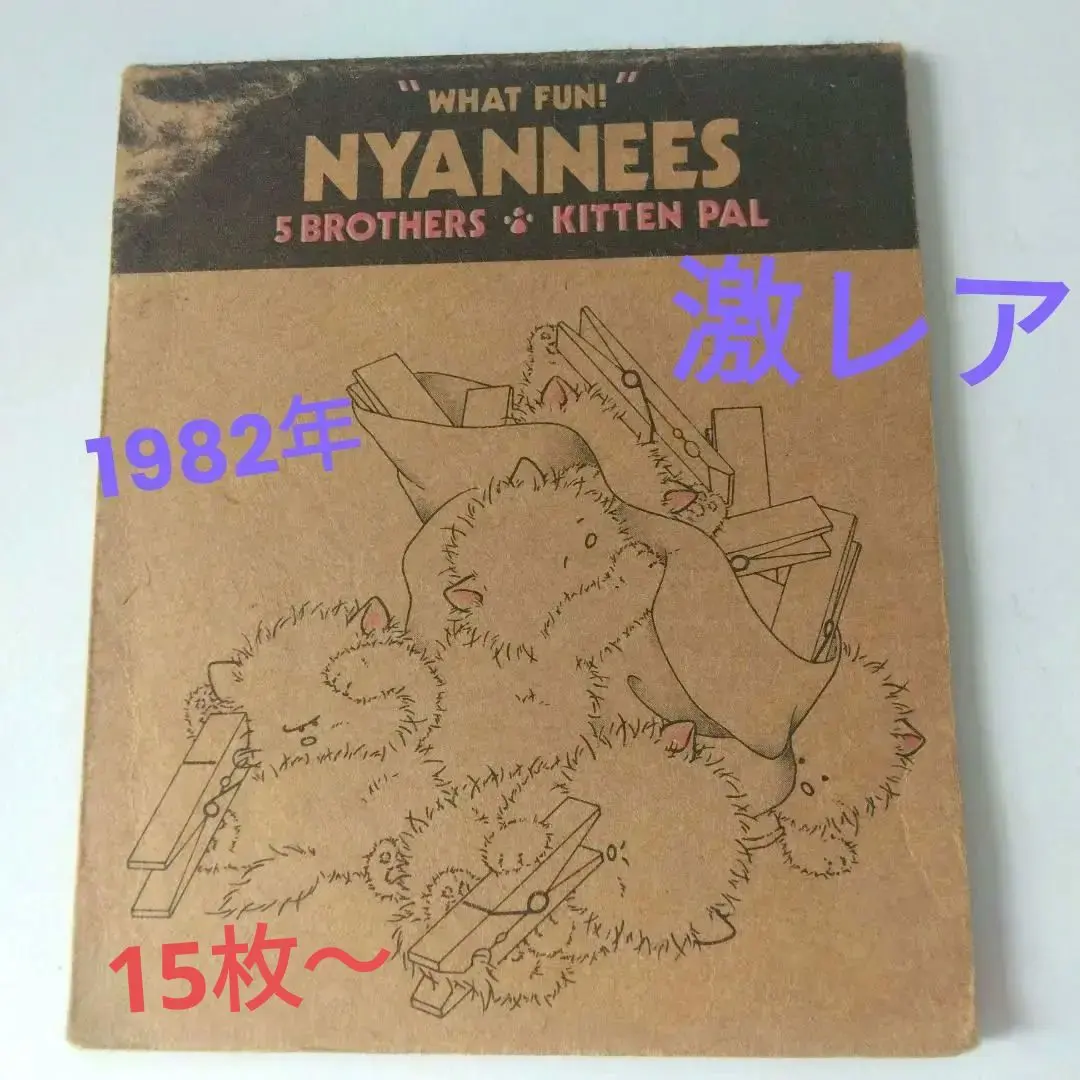 "WHAT FUN!"
NYANNEES
5 BROTHERS KITTEN PAL
激レア
1982年
15枚〜